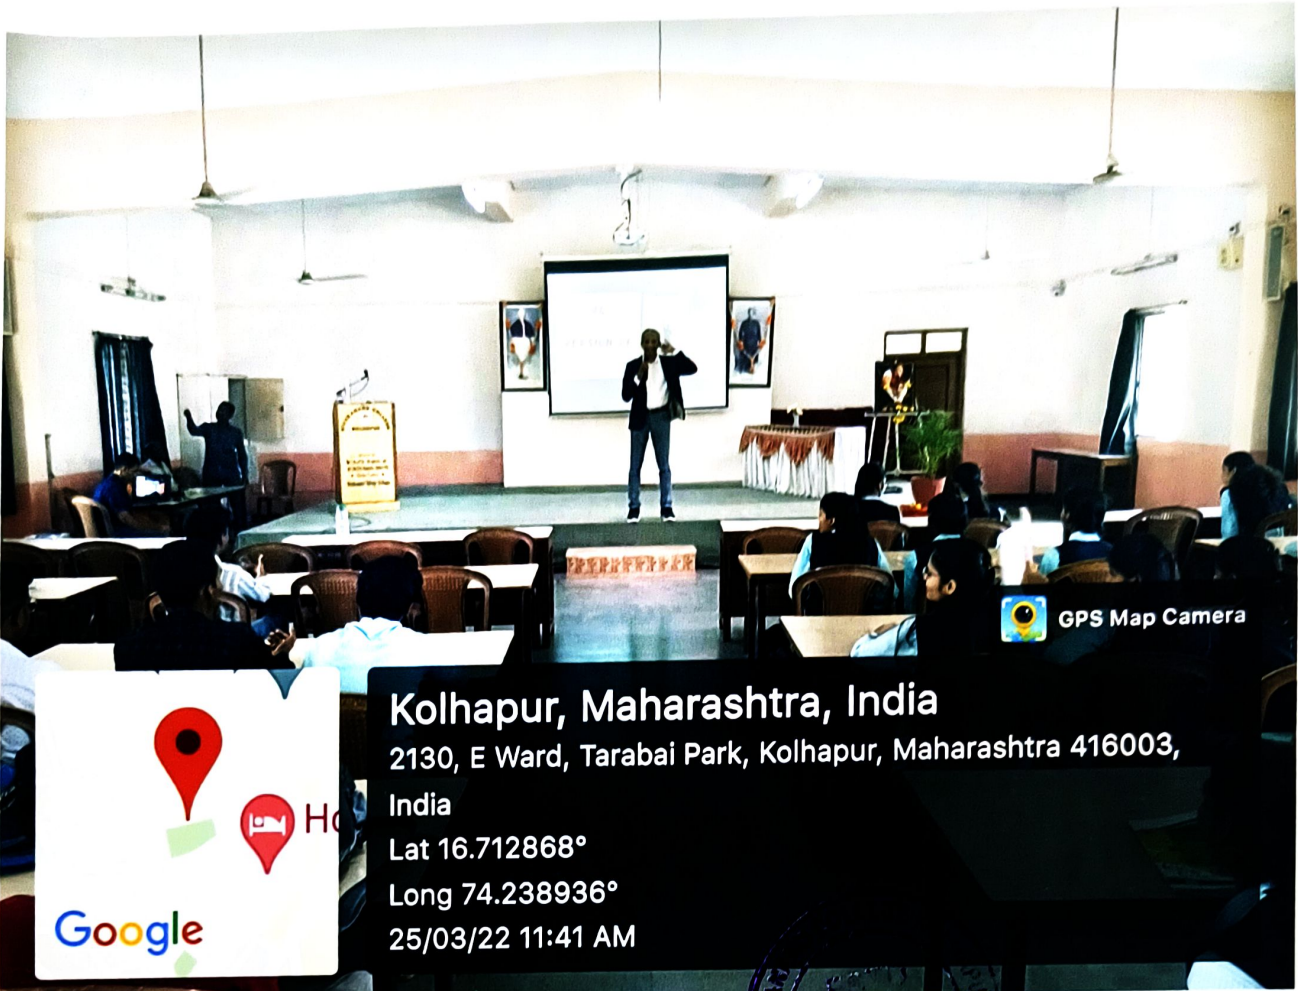 GPS Map Camera
Kolhapur, Maharashtra, India
2130, E Ward, Tarabai Park, Kolhapur, Maharashtra 416003,
India
Lat 16.712868°
Long 74.238936°
25/03/22 11:41 AM
Ho
Google